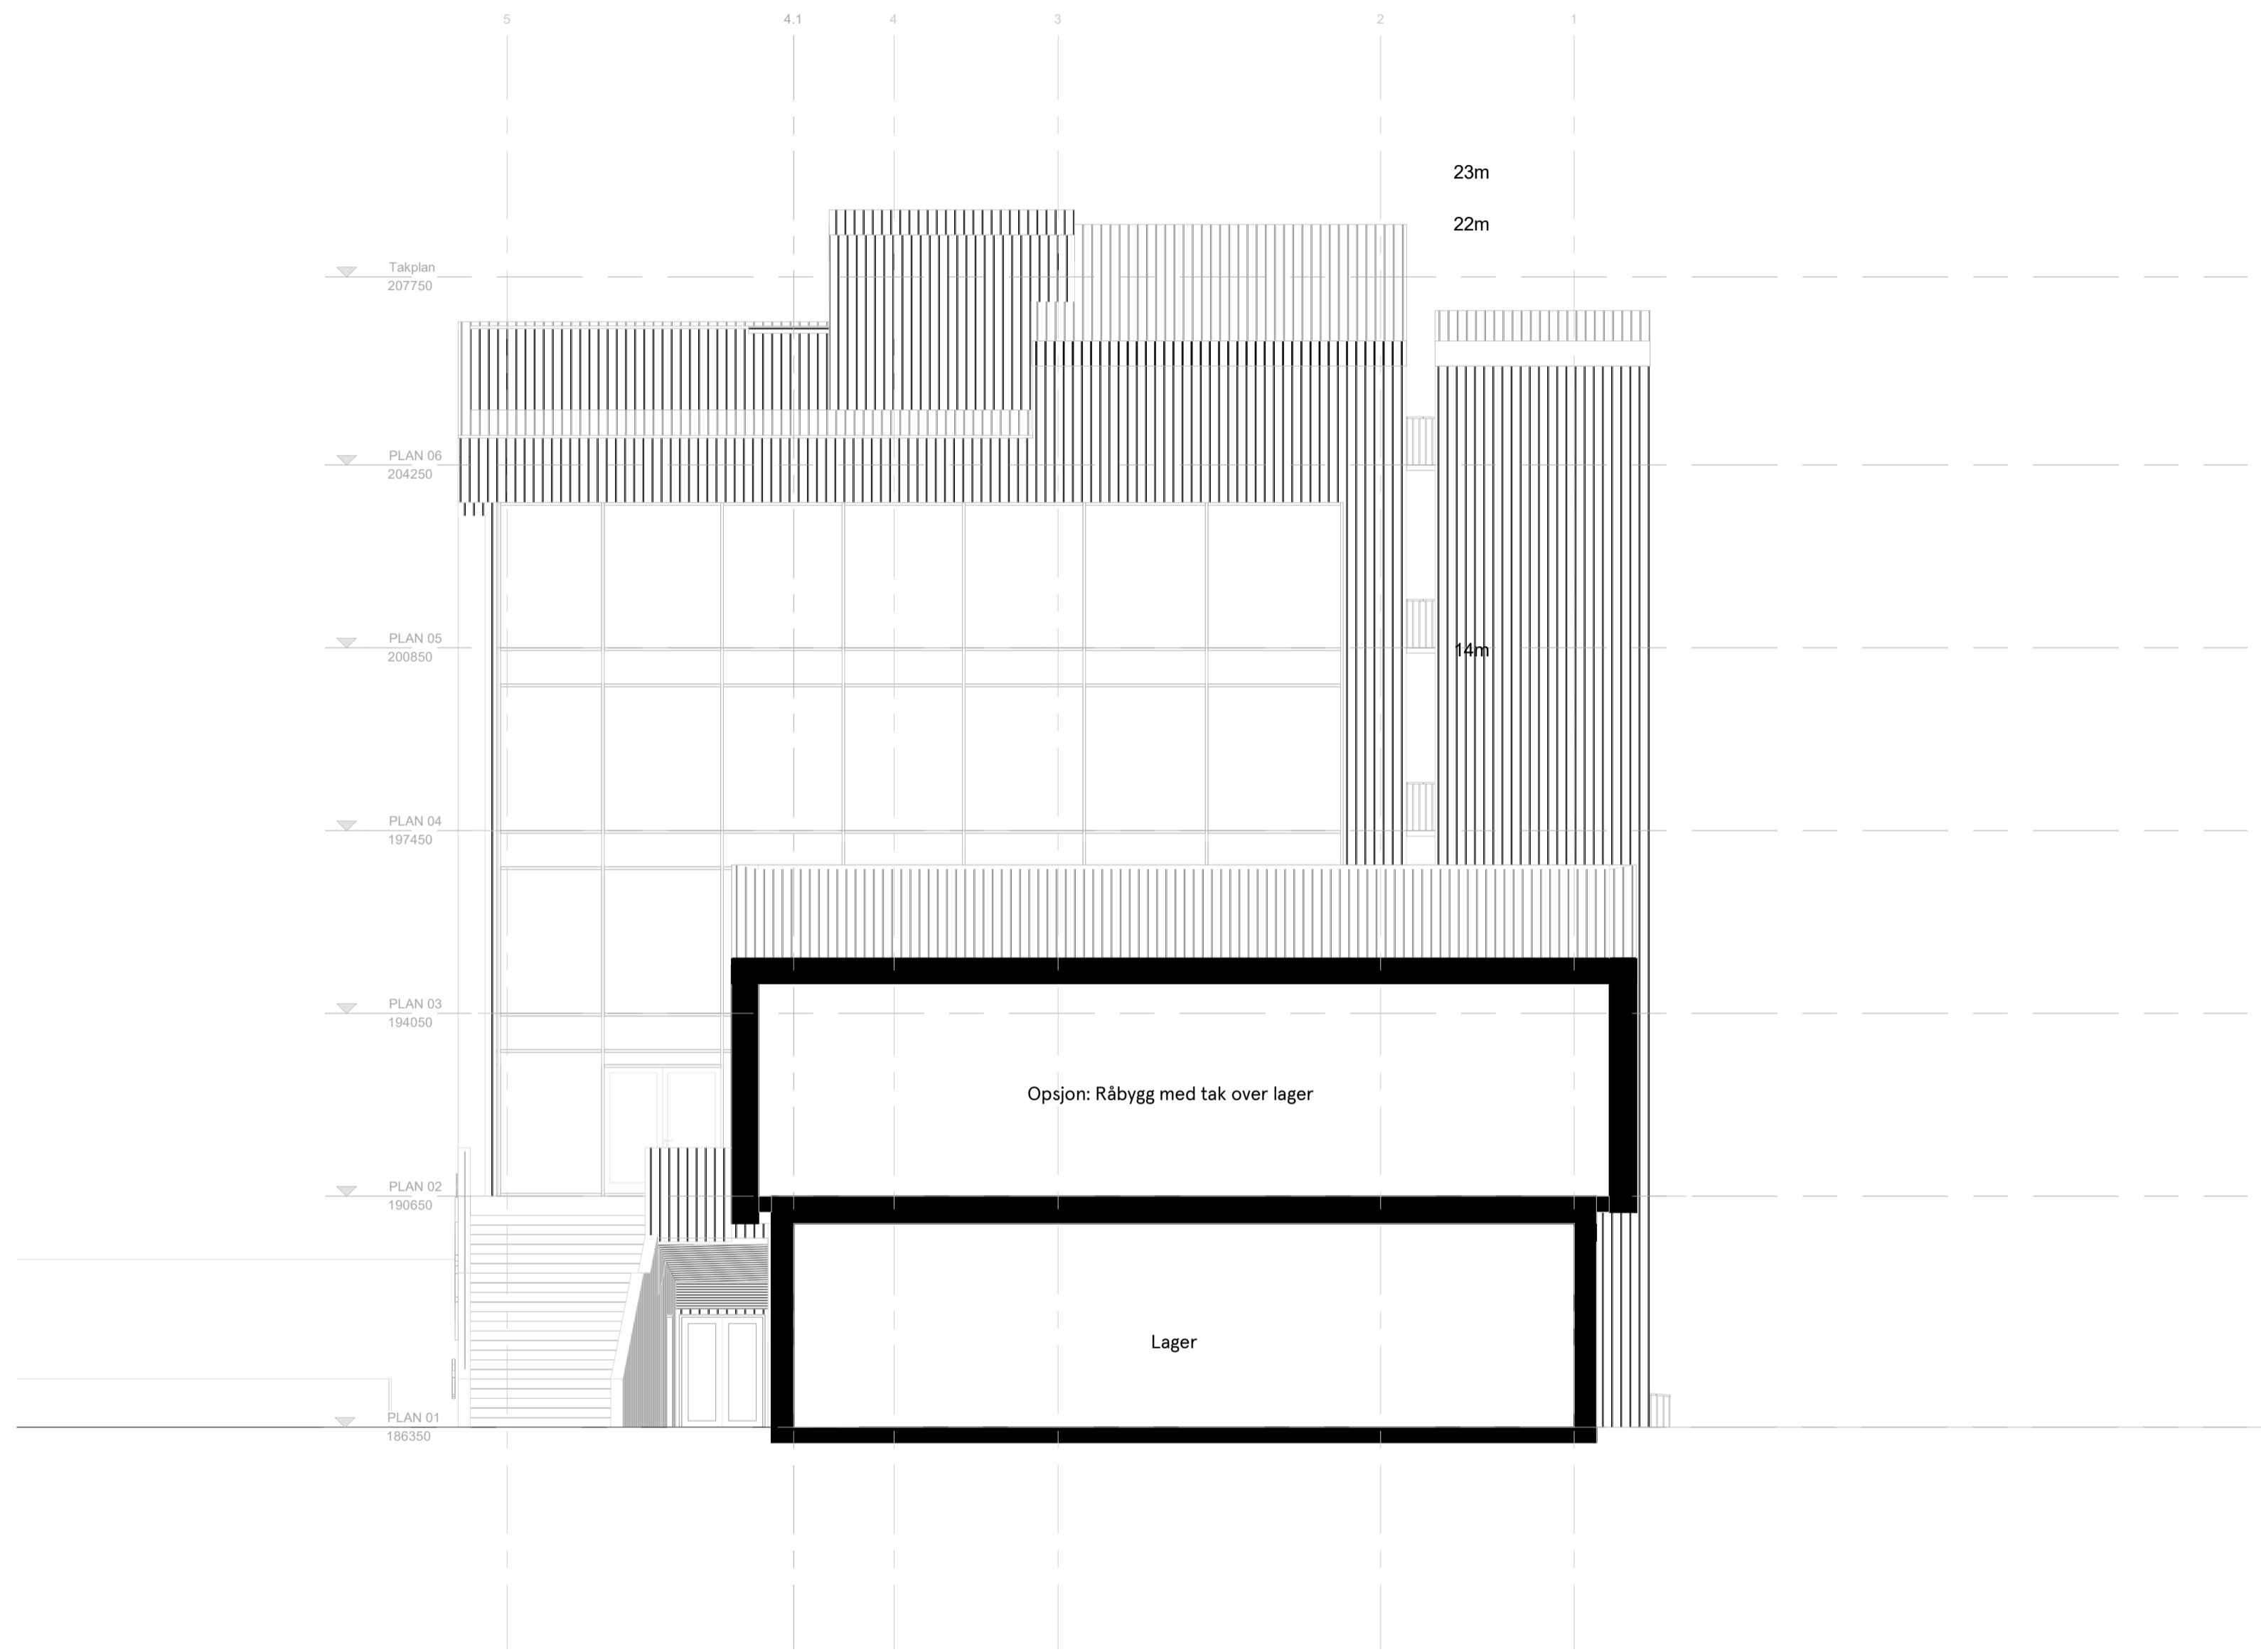 5 4.1 4 3 2 1
23m
22m
Takplan
207750
PLAN 06
204250
PLAN 05
200850
14m
PLAN 04
197450
PLAN 03
194050
Opsjon: Råbygg med tak over lager
PLAN 02
190650
Lager
PLAN 01
186350